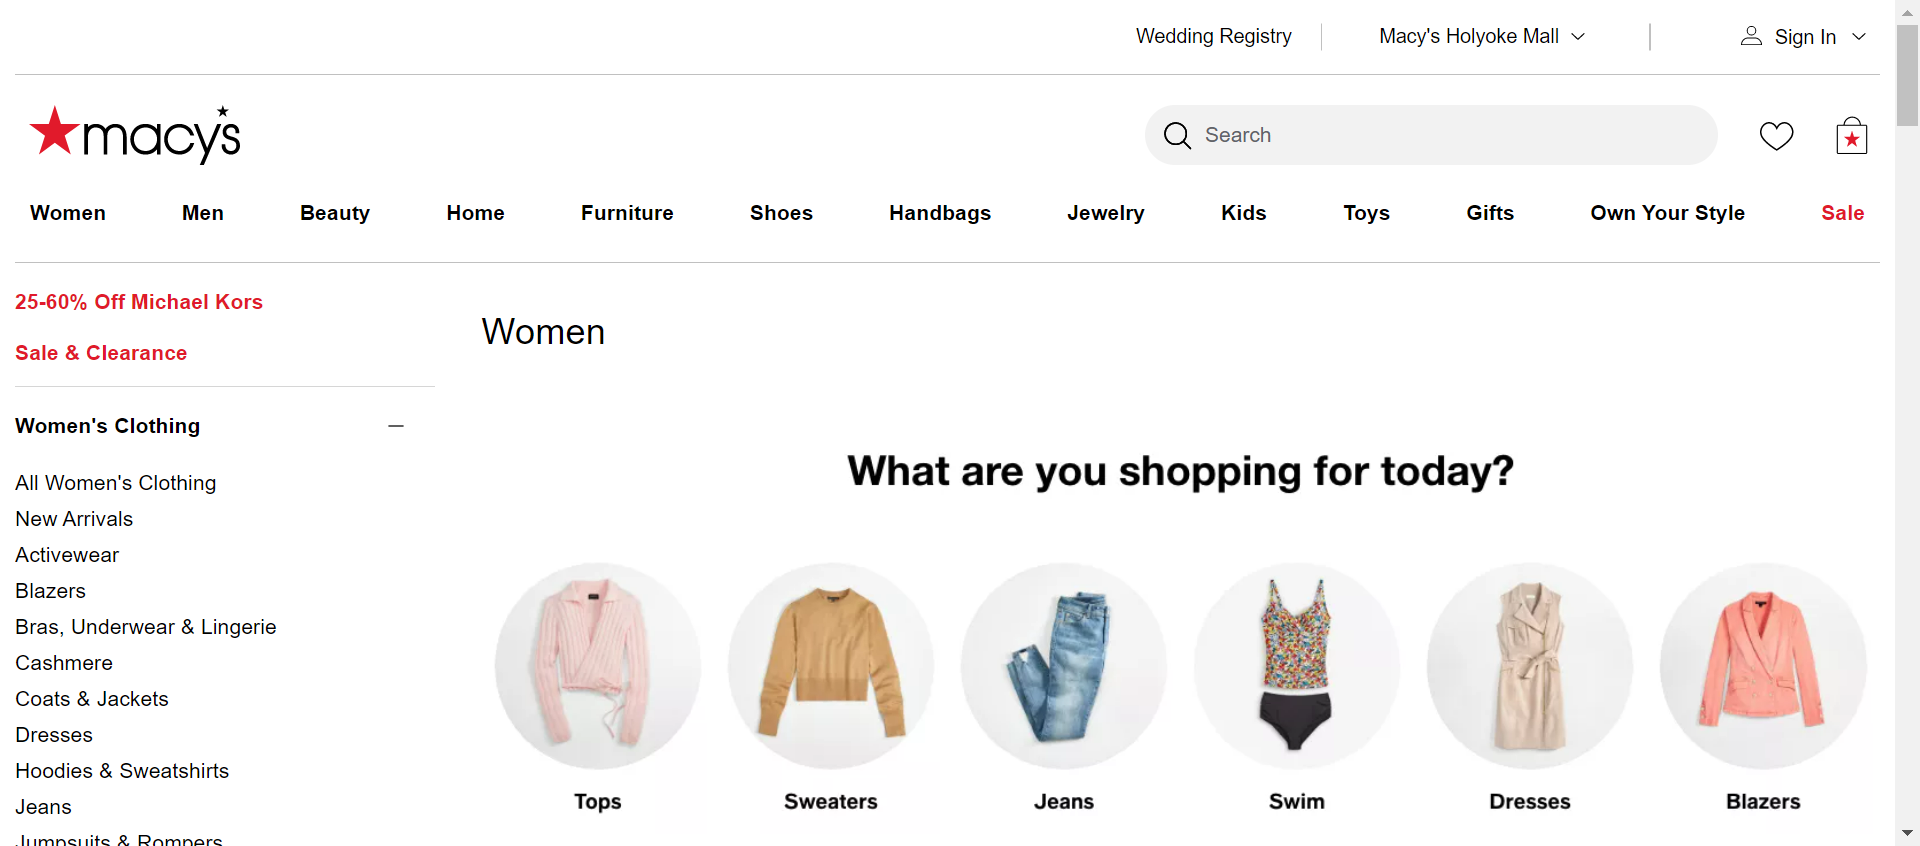 Wedding Registry
Macy's Holyoke Mall
Sign In
macy's
Search
Women
Men
Beauty
Home
Furniture
Shoes
Handbags
Jewelry
Kids
Toys
Gifts
Own Your Style
Sale
25-60% Off Michael Kors
Sale & Clearance
Women's Clothing
All Women's Clothing
New Arrivals
Activewear
Blazers
Bras, Underwear & Lingerie
Cashmere
Coats & Jackets
Dresses
Hoodies & Sweatshirts
Jeans
Jumpsuits & Rompers
Women
What are you shopping for today?
Tops
Sweaters
Jeans
Swim
Dresses
Blazers